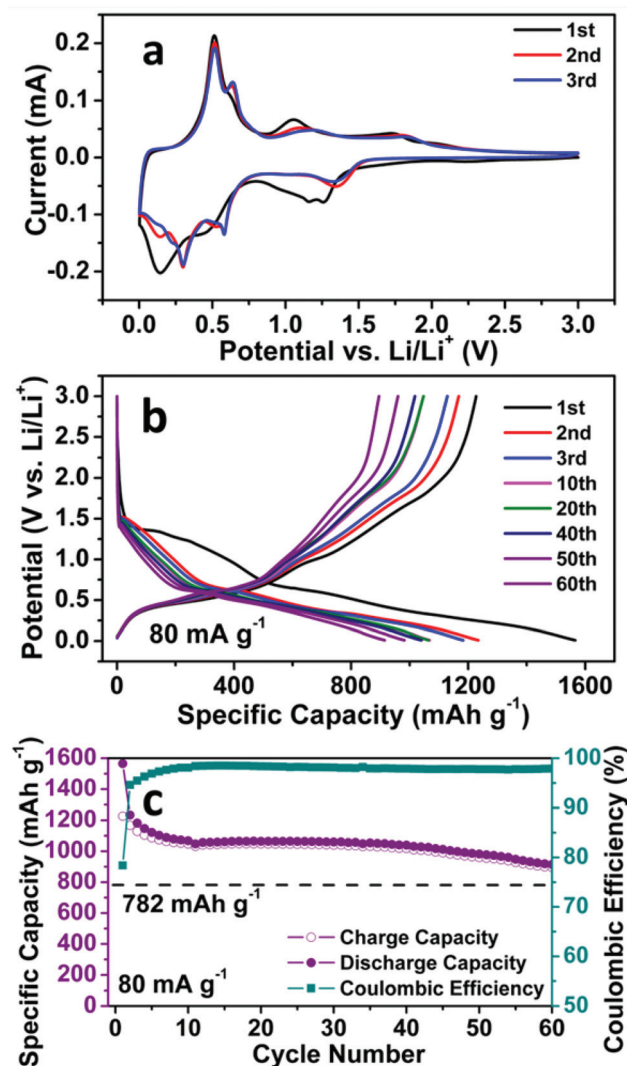 a
1st
2nd
3rd
0.2
0.1
0.0
-0.1
-0.2
Current (mA)
0.0 0.5 1.0 1.5 2.0 2.5 3.0
Potential vs. Li/Li⁺ (V)
b
1st
2nd
3rd
10th
20th
40th
50th
60th
3.0
2.5
2.0
1.5
1.0
0.5
0.0
Potential (V vs. Li/Li⁺)
80 mA g⁻¹
0 400 800 1200 1600
Specific Capacity (mAh g⁻¹)
c
1600
1400
1200
1000
800
600
400
200
0
Specific Capacity (mAh g⁻¹)
782 mAh g⁻¹
Charge Capacity
Discharge Capacity
Coulombic Efficiency
80 mA g⁻¹
100
90
80
70
60
50
Coulombic Efficiency (%)
0 10 20 30 40 50 60
Cycle Number